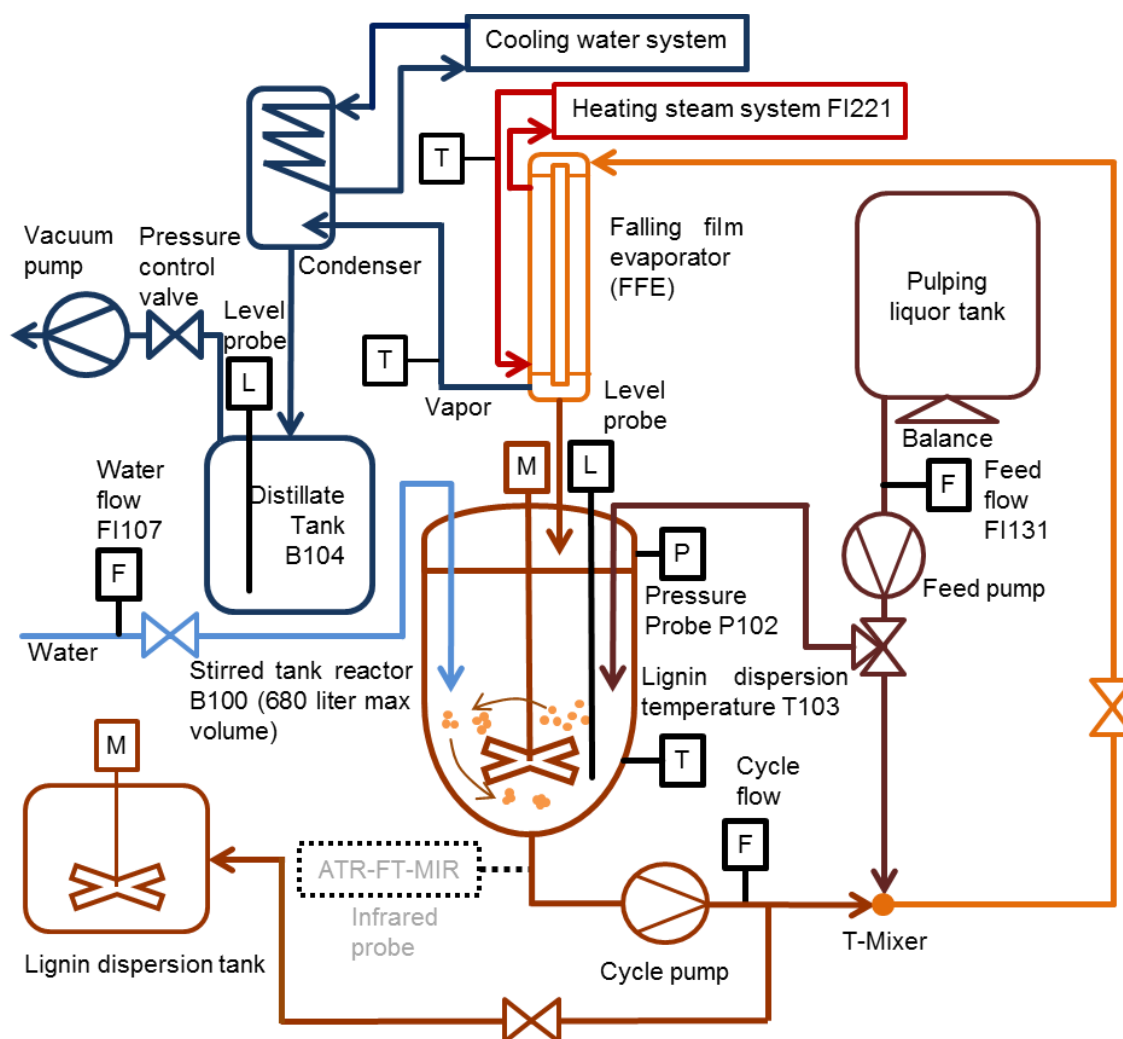 Cooling water system
Heating steam system FI221
T
Falling film
evaporator
(FFE)
Pulping
liquor tank
Vacuum
pump
Pressure
control
valve
Condenser
Level
probe
L
T
Vapor
Level
probe
L
M
Balance
F
Feed
flow
FI131
Water
flow
FI107
F
Distillate
Tank
B104
P
Pressure
Probe P102
Feed pump
Water
Stirred tank reactor
B100 (680 liter max
volume)
Lignin dispersion
temperature T103
T
M
Cycle
flow
F
ATR-FT-MIR
Infrared
probe
T-Mixer
Lignin dispersion tank
Cycle pump